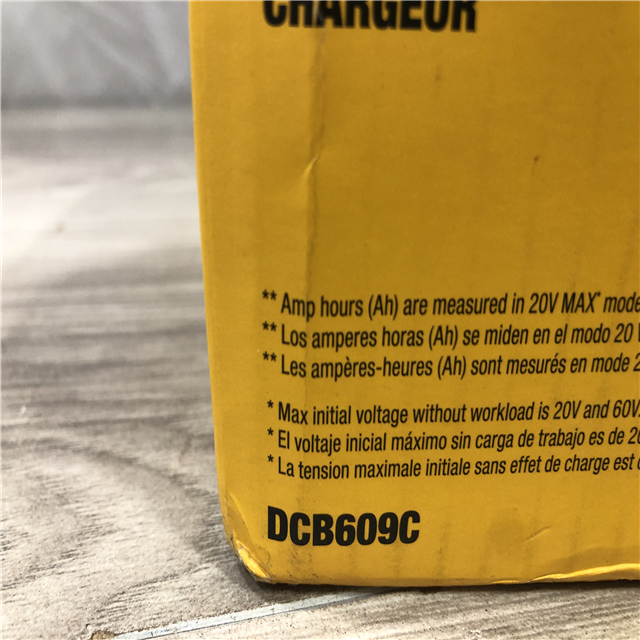 CHARGEUR
** Amp hours (Ah) are measured in 20V MAX* mode
** Los amperes horas (Ah) se miden en el modo 20
** Les ampères-heures (Ah) sont mesurés en mode
* Max initial voltage without workload is 20V and 60V
* El voltaje inicial máximo sin carga de trabajo es de
* La tension maximale initiale sans effet de charge est
DCB609C